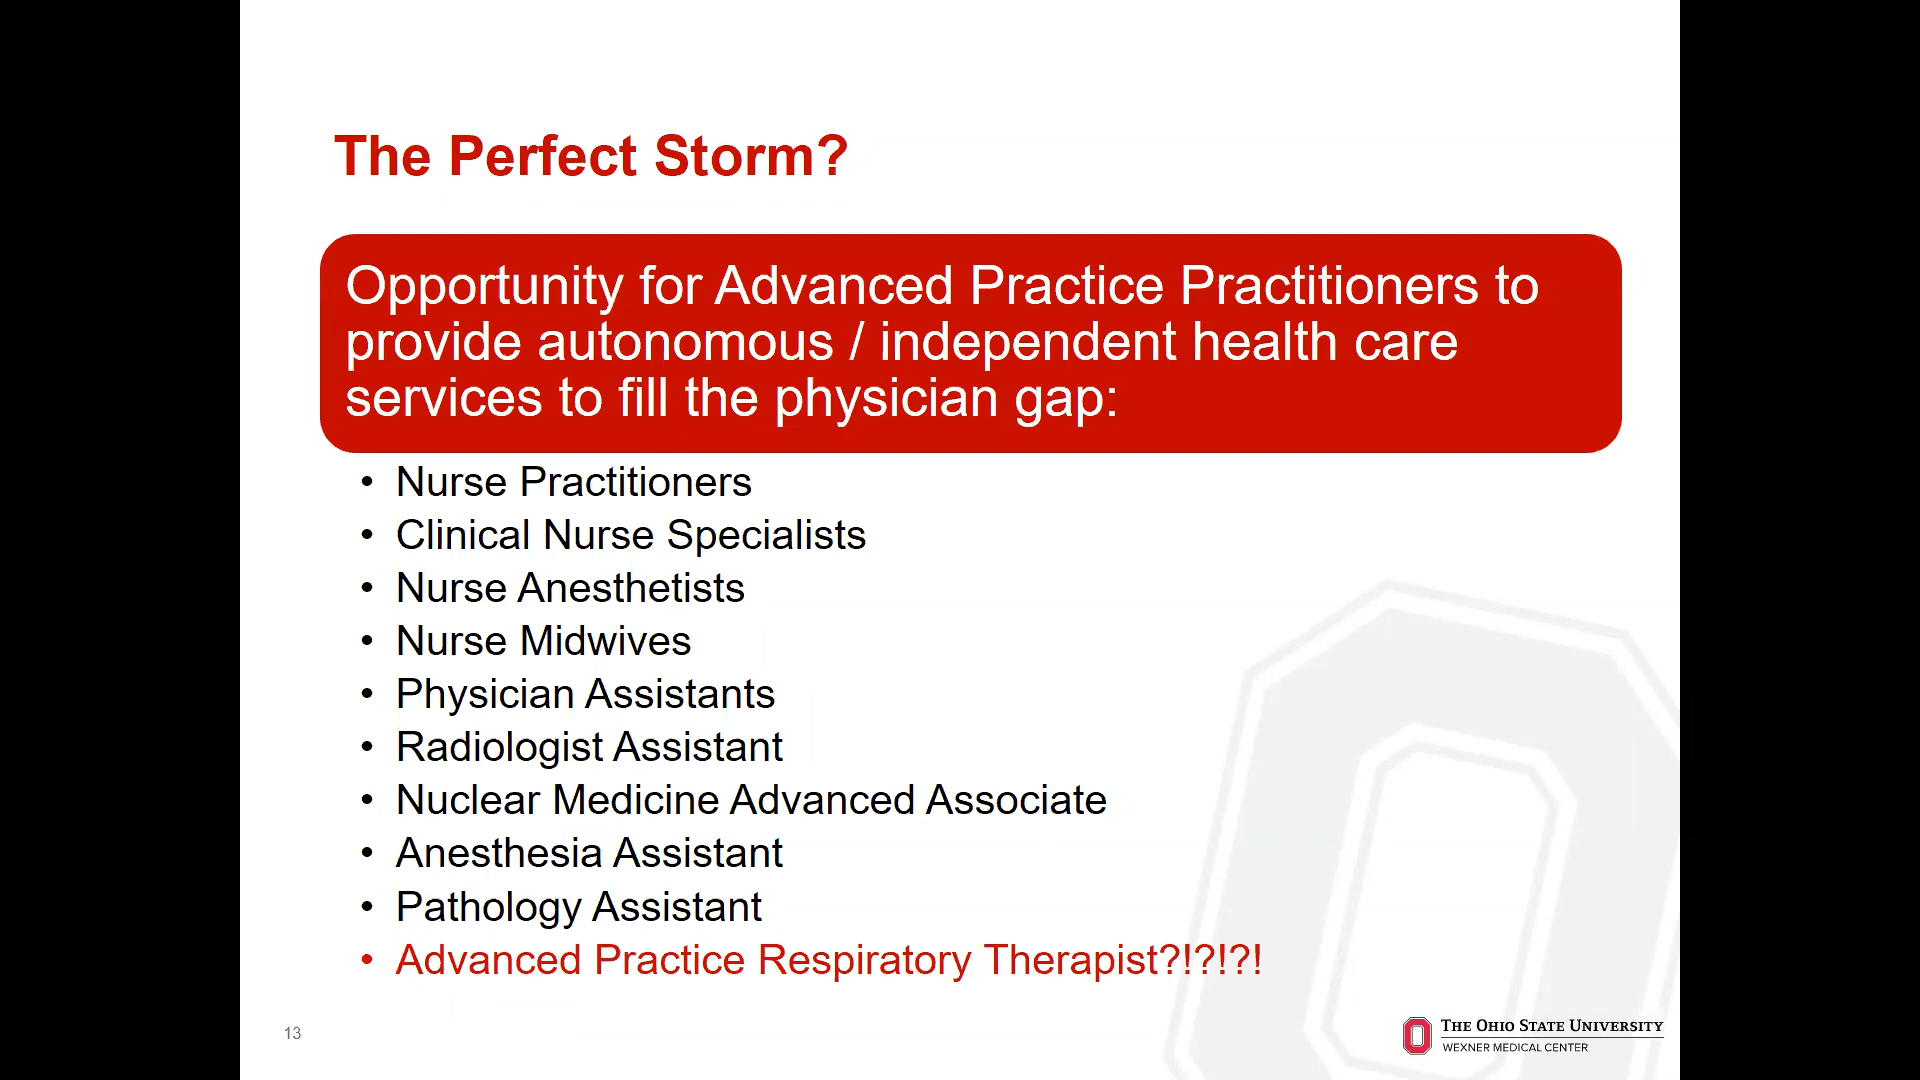 The Perfect Storm?
Opportunity for Advanced Practice Practitioners to
provide autonomous / independent health care
services to fill the physician gap:
• Nurse Practitioners
• Clinical Nurse Specialists
• Nurse Anesthetists
• Nurse Midwives
• Physician Assistants
• Radiologist Assistant
• Nuclear Medicine Advanced Associate
• Anesthesia Assistant
• Pathology Assistant
• Advanced Practice Respiratory Therapist?!?!?!
13
THE OHIO STATE UNIVERSITY
WEXNER MEDICAL CENTER